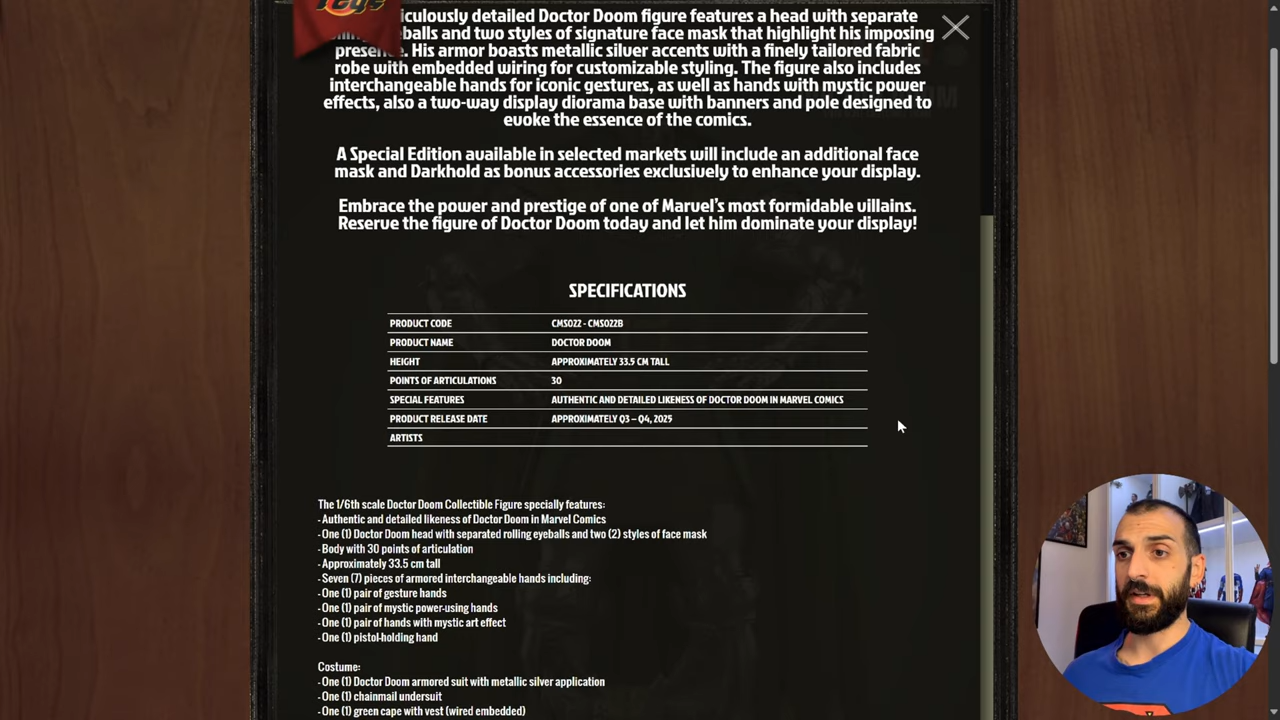 iculously detailed Doctor Doom figure features a head with separate
eballs and two styles of signature face mask that highlight his imposing
presen e. His armor boasts metallic silver accents with a finely tailored fabric
robe with embedded wiring for customizable styling. The figure also includes
interchangeable hands for iconic gestures, as well as hands with mystic power
effects, also a two-way display diorama base with banners and pole designed to
evoke the essence of the comics.
A Special Edition available in selected markets will include an additional face
mask and Darkhold as bonus accessories exclusively to enhance your display.
Embrace the power and prestige of one of Marvel's most formidable villains.
Reserve the figure of Doctor Doom today and let him dominate your display!
SPECIFICATIONS
PRODUCT CODE CMS022 - CMS022B
PRODUCT NAME DOCTOR DOOM
HEIGHT APPROXIMATELY 33.5 CM TALL
POINTS OF ARTICULATIONS 30
SPECIAL FEATURES AUTHENTIC AND DETAILED LIKENESS OF DOCTOR DOOM IN MARVEL COMICS
PRODUCT RELEASE DATE APPROXIMATELY Q3 – Q4, 2025
ARTISTS
The 1/6th scale Doctor Doom Collectible Figure specially features:
- Authentic and detailed likeness of Doctor Doom in Marvel Comics
- One (1) Doctor Doom head with separated rolling eyeballs and two (2) styles of face mask
- Body with 30 points of articulation
- Approximately 33.5 cm tall
- Seven (7) pieces of armored interchangeable hands including:
- One (1) pair of gesture hands
- One (1) pair of mystic power-using hands
- One (1) pair of hands with mystic art effect
- One (1) pistol-holding hand
Costume:
- One (1) Doctor Doom armored suit with metallic silver application
- One (1) chainmail undersuit
- One (1) green cape with vest (wired embedded)